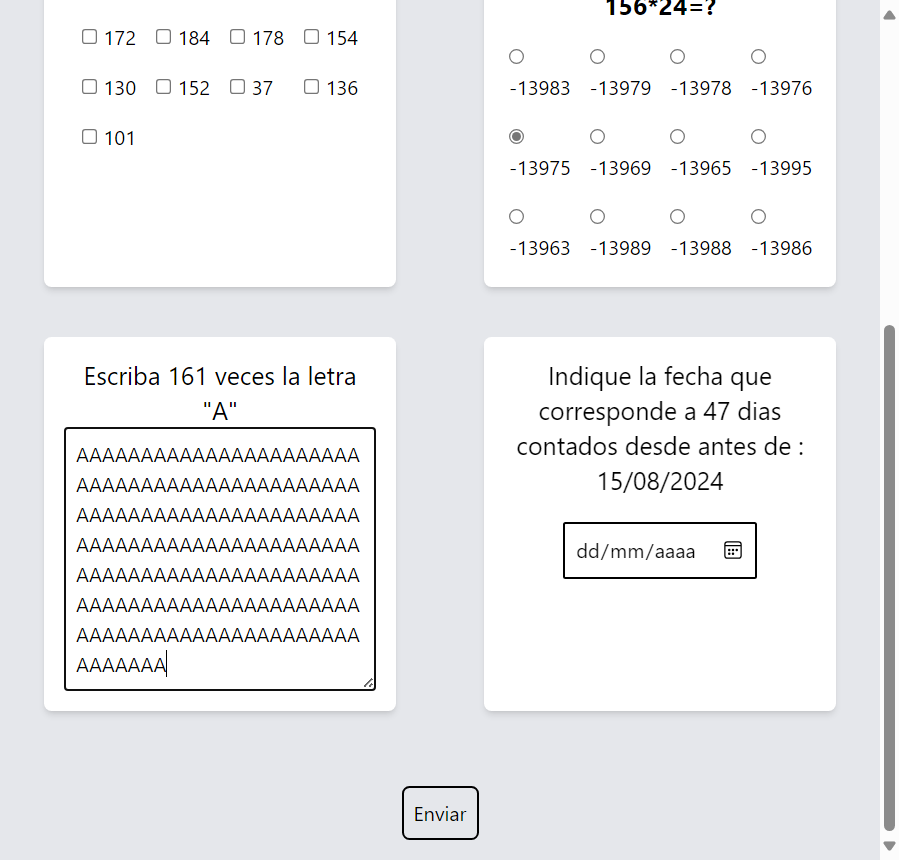 172 184 178 154
130 152 37 136
101
156*24=?
-13983 -13979 -13978 -13976
-13975 -13969 -13965 -13995
-13963 -13989 -13988 -13986
Escriba 161 veces la letra
"A"
AAAAAAAAAAAAAAAAAAAAAA
AAAAAAAAAAAAAAAAAAAAAA
AAAAAAAAAAAAAAAAAAAAAA
AAAAAAAAAAAAAAAAAAAAAA
AAAAAAAAAAAAAAAAAAAAAA
AAAAAAAAAAAAAAAAAAAAAA
AAAAAAAAAAAAAAAAAAAAAA
AAAAAAA
Indique la fecha que
corresponde a 47 dias
contados desde antes de :
15/08/2024
dd/mm/aaaa
Enviar